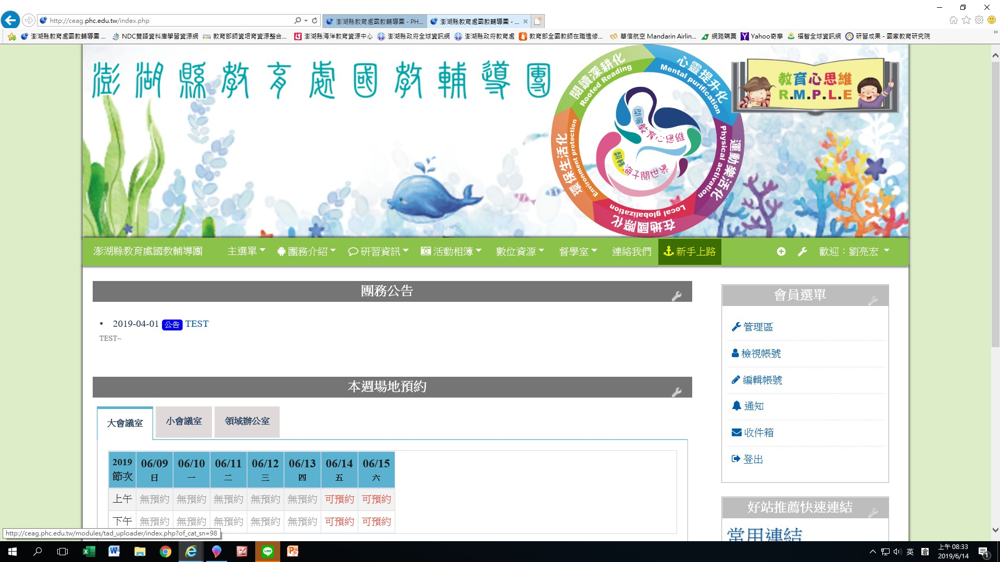 http://ceag.phc.edu.tw/index.php
澎湖縣教育處國教輔導團 - PH...
澎湖縣教育處國教輔導團 - ...
澎湖縣教育處國教輔導團 ...
NDC雙語資料庫學習資源網
教育部師資培育資源整合...
澎湖縣海洋教育資源中心
澎湖縣政府全球資訊網
澎湖縣政府教育處
教育部全國教師在職進修...
華信航空 Mandarin Airlin...
網路購票
Yahoo奇摩
福智全球資訊網
研習成果 - 國家教育研究院
澎湖縣教育處國教輔導團
閱讀深耕化
Rooted Reading
心靈提升化
Mental purification
運動樂活化
Physical activation
在地國際化
Local globalization
環保生活化
Environment protection
開展
教育心思維
翱翔
海子關世界
教育心思維
R.M.P.L.E
澎湖縣教育處國教輔導團
主選單
團務介紹
研習資訊
活動相簿
數位資源
督學室
連絡我們
新手上路
歡迎：劉亮宏
團務公告
• 2019-04-01 公告 TEST
TEST~
本週場地預約
大會議室
小會議室
領域辦公室
2019 節次 06/09 日 06/10 一 06/11 二 06/12 三 06/13 四 06/14 五 06/15 六
上午 無預約 無預約 無預約 無預約 無預約 可預約 可預約
下午 無預約 無預約 無預約 無預約 無預約 可預約 可預約
會員選單
管理區
檢視帳號
編輯帳號
通知
收件箱
登出
好站推薦快速連結
常用連結
http://ceag.phc.edu.tw/modules/tad_uploader/index.php?of_cat_sn=98
英
上午 08:33
2019/6/14
1